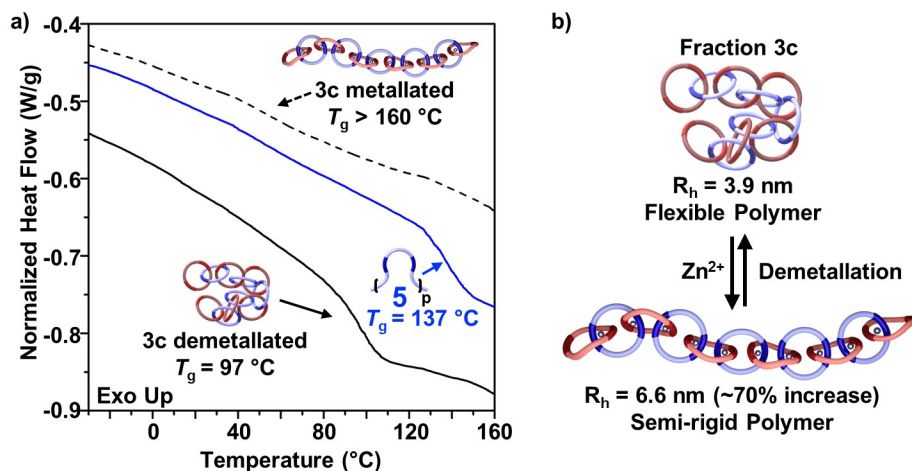 a)
-0.4
-0.5
-0.6
-0.7
-0.8
-0.9
Normalized Heat Flow (W/g)
3c metallated
Tg > 160 °C
5
p
Tg = 137 °C
3c demetallated
Tg = 97 °C
Exo Up
0 40 80 120 160
Temperature (°C)
b)
Fraction 3c
Rh = 3.9 nm
Flexible Polymer
Zn2+ Demetallation
Rh = 6.6 nm (~70% increase)
Semi-rigid Polymer